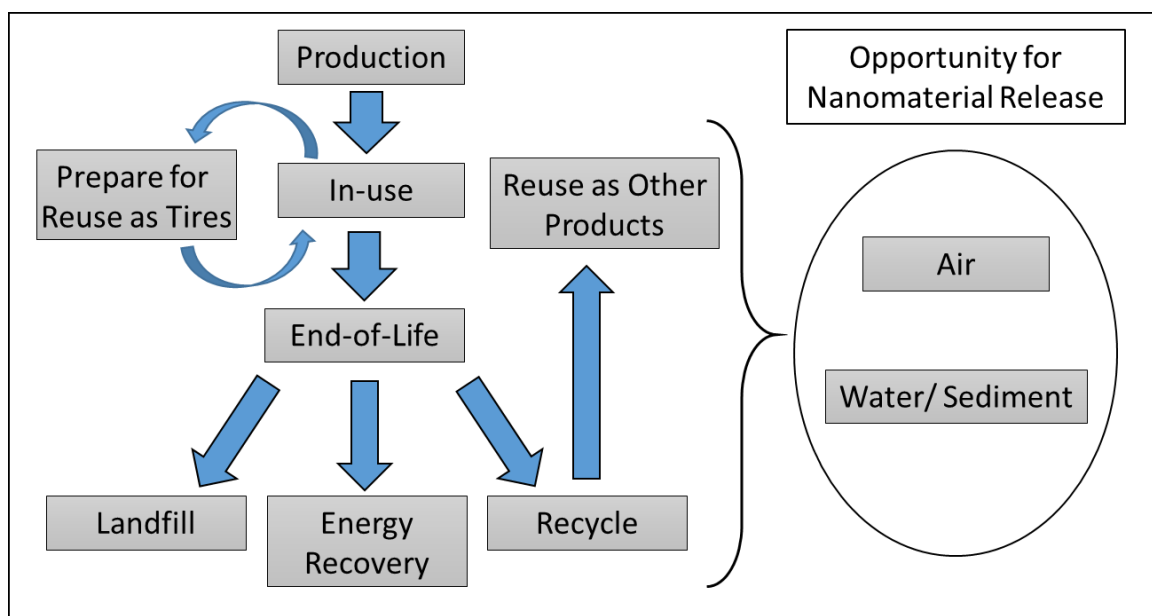 Production
Prepare for
Reuse as Tires
In-use
Reuse as Other
Products
End-of-Life
Landfill
Energy
Recovery
Recycle
Opportunity for
Nanomaterial Release
Air
Water/ Sediment